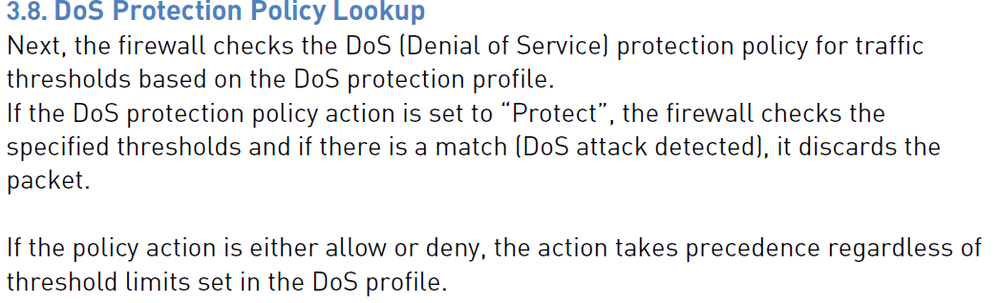 3.8. DoS Protection Policy Lookup
Next, the firewall checks the DoS (Denial of Service) protection policy for traffic
thresholds based on the DoS protection profile.
If the DoS protection policy action is set to “Protect”, the firewall checks the
specified thresholds and if there is a match (DoS attack detected), it discards the
packet.
If the policy action is either allow or deny, the action takes precedence regardless of
threshold limits set in the DoS profile.